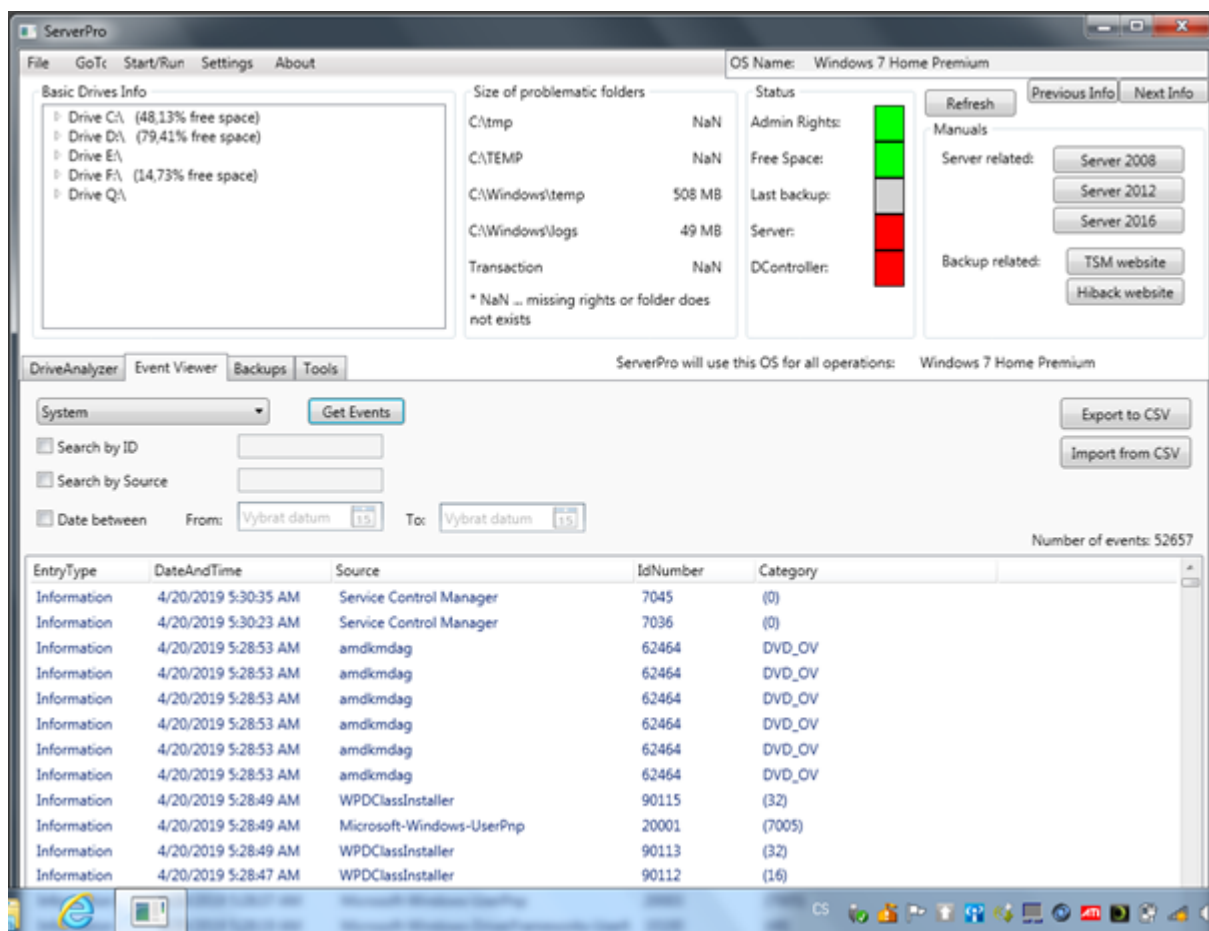 ServerPro
File GoTc Start/Run Settings About
OS Name: Windows 7 Home Premium
Basic Drives Info
Drive C:\ (48,13% free space)
Drive D:\ (79,41% free space)
Drive E:\
Drive F:\ (14,73% free space)
Drive Q:\
Size of problematic folders
C:\tmp NaN
C:\TEMP NaN
C:\Windows\temp 508 MB
C:\Windows\logs 49 MB
Transaction NaN
* NaN ... missing rights or folder does
not exists
Status
Admin Rights:
Free Space:
Last backup:
Server:
DController:
Refresh Previous Info Next Info
Manuals
Server related: Server 2008
Server 2012
Server 2016
Backup related: TSM website
Hiback website
DriveAnalyzer Event Viewer Backups Tools
ServerPro will use this OS for all operations: Windows 7 Home Premium
System Get Events Export to CSV
Search by ID Import from CSV
Search by Source
Date between From: Vybrat datum 15 To: Vybrat datum 15
Number of events: 52657
EntryType DateAndTime Source IdNumber Category
Information 4/20/2019 5:30:35 AM Service Control Manager 7045 (0)
Information 4/20/2019 5:30:23 AM Service Control Manager 7036 (0)
Information 4/20/2019 5:28:53 AM amdkmdag 62464 DVD_OV
Information 4/20/2019 5:28:53 AM amdkmdag 62464 DVD_OV
Information 4/20/2019 5:28:53 AM amdkmdag 62464 DVD_OV
Information 4/20/2019 5:28:53 AM amdkmdag 62464 DVD_OV
Information 4/20/2019 5:28:53 AM amdkmdag 62464 DVD_OV
Information 4/20/2019 5:28:53 AM amdkmdag 62464 DVD_OV
Information 4/20/2019 5:28:49 AM WPDClassInstaller 90115 (32)
Information 4/20/2019 5:28:49 AM Microsoft-Windows-UserPnp 20001 (7005)
Information 4/20/2019 5:28:49 AM WPDClassInstaller 90113 (32)
Information 4/20/2019 5:28:47 AM WPDClassInstaller 90112 (16)
CS ATI